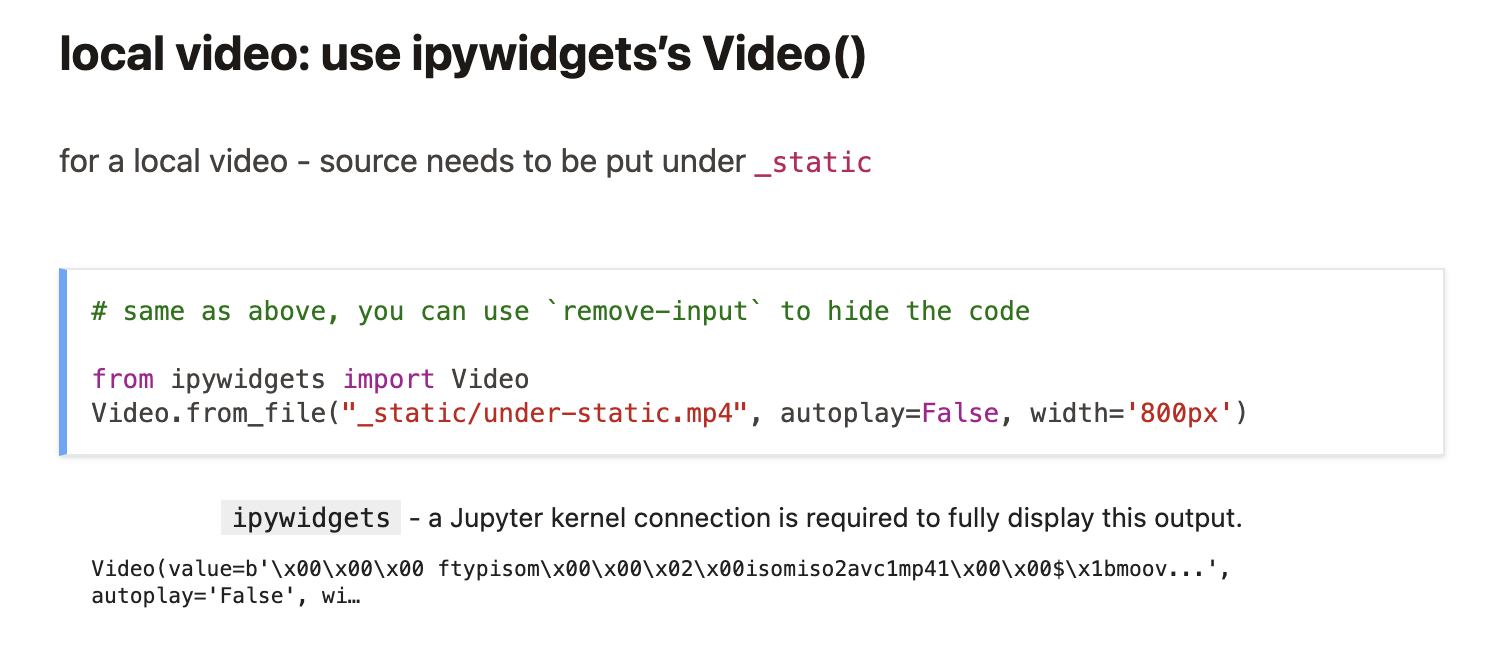 local video: use ipywidgets’s Video()
for a local video - source needs to be put under _static
# same as above, you can use `remove-input` to hide the code
from ipywidgets import Video
Video.from_file("_static/under-static.mp4", autoplay=False, width='800px')
ipywidgets - a Jupyter kernel connection is required to fully display this output.
Video(value=b'\x00\x00\x00 ftypisom\x00\x00\x02\x00isomiso2avc1mp41\x00\x00$\x1bmoov...',
autoplay='False', wi…